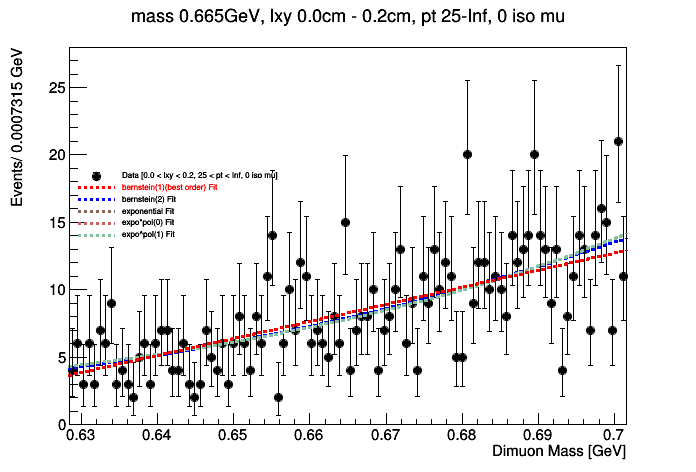 mass 0.665GeV, lxy 0.0cm - 0.2cm, pt 25-Inf, 0 iso mu
Events/ 0.0007315 GeV
25
20
15
10
5
0
Data [0.0 < lxy < 0.2, 25 < pt < Inf, 0 iso mu]
bernstein(1)(best order) Fit
bernstein(2) Fit
exponential Fit
expo*pol(0) Fit
expo*pol(1) Fit
0.63 0.64 0.65 0.66 0.67 0.68 0.69 0.7
Dimuon Mass [GeV]